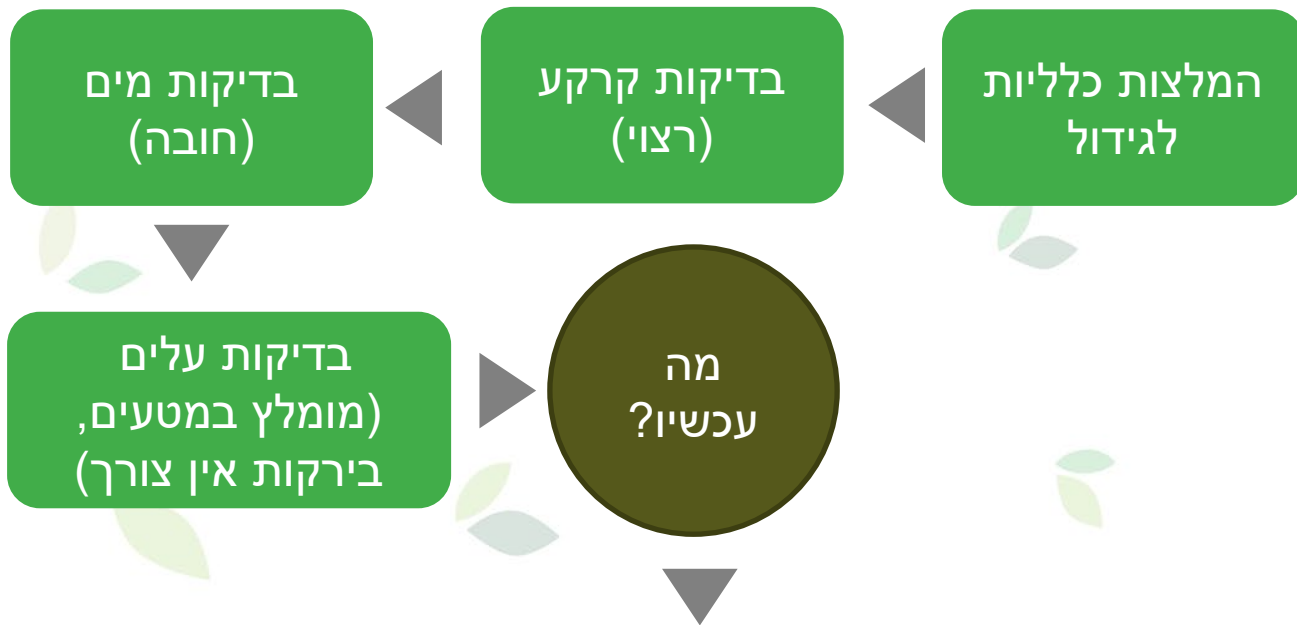 המלצות כלליות
לגידול
בדיקות קרקע
(רצוי)
בדיקות מים
(חובה)
בדיקות עלים
(מומלץ במטעים,
בירקות אין צורך)
מה
עכשיו?